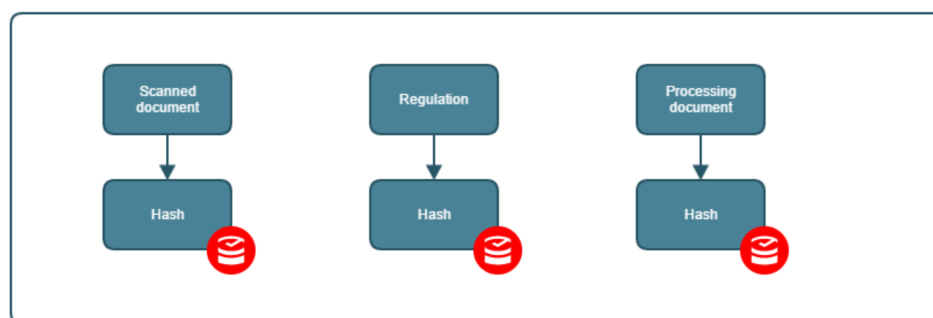 Scanned
document
Regulation
Processing
document
Hash
Hash
Hash